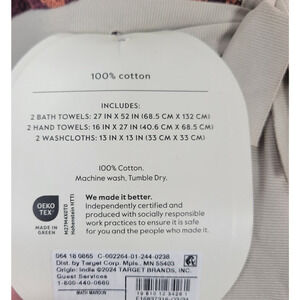 100% cotton
INCLUDES:
2 BATH TOWELS: 27 IN X 52 IN (68.5 CM X 132 CM)
2 HAND TOWELS: 16 IN X 27 IN (40.6 CM X 68.5 CM)
2 WASHCLOTHS: 13 IN X 13 IN (33 CM X 33 CM)
100% Cotton.
Machine wash, Tumble Dry.
OEKO
TEX®
MADE IN
GREEN
Hohenstein HTTI
We made it better.
Independently certified and
produced with socially responsible
work practices to ensure it is safe
for you and the people who made it.
064 18 0865 C-002264-01-244-0238
Dist. by Target Corp. Mpls., MN 55403
Origin: India ©2024 TARGET BRANDS, INC.
Guest Services
1-800-440-0680
MATH MAROON